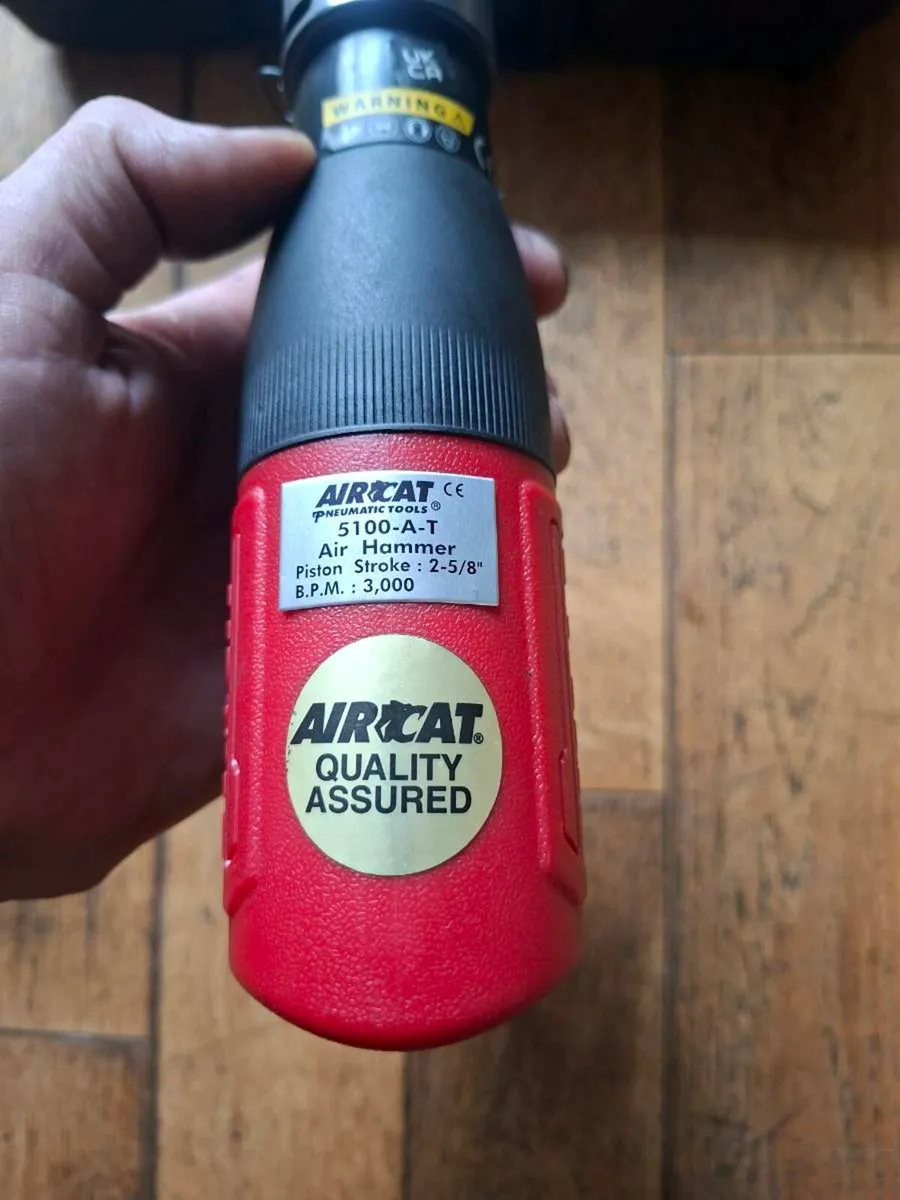 UK
CA
WARNING
AIRCAT CE
PNEUMATIC TOOLS®
5100-A-T
Air Hammer
Piston Stroke : 2-5/8"
B.P.M. : 3,000
AIRCAT®
QUALITY
ASSURED